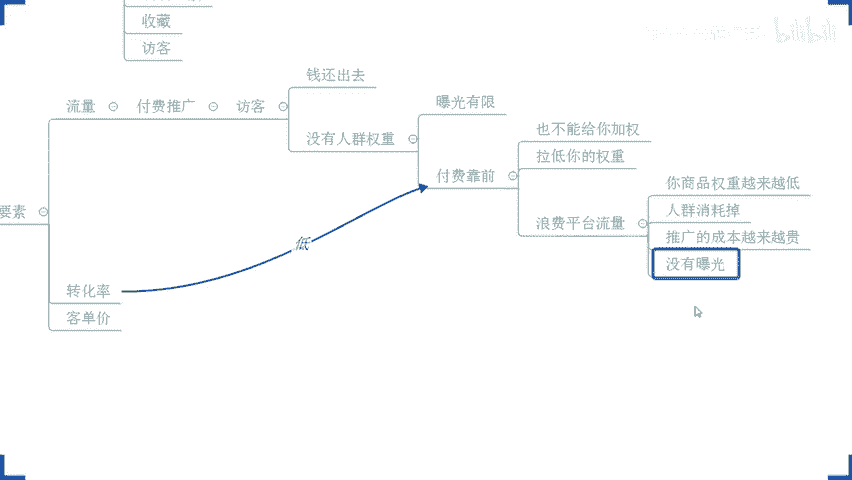 收藏
访客
bilibili
钱还出去
流量
付费推广
访客
曝光有限
没有人群权重
也不能给你加权
拉低你的权重
付费靠前
你商品权重越来越低
要素
人群消耗掉
浪费平台流量
推广的成本越来越贵
低
没有曝光
转化率
客单价